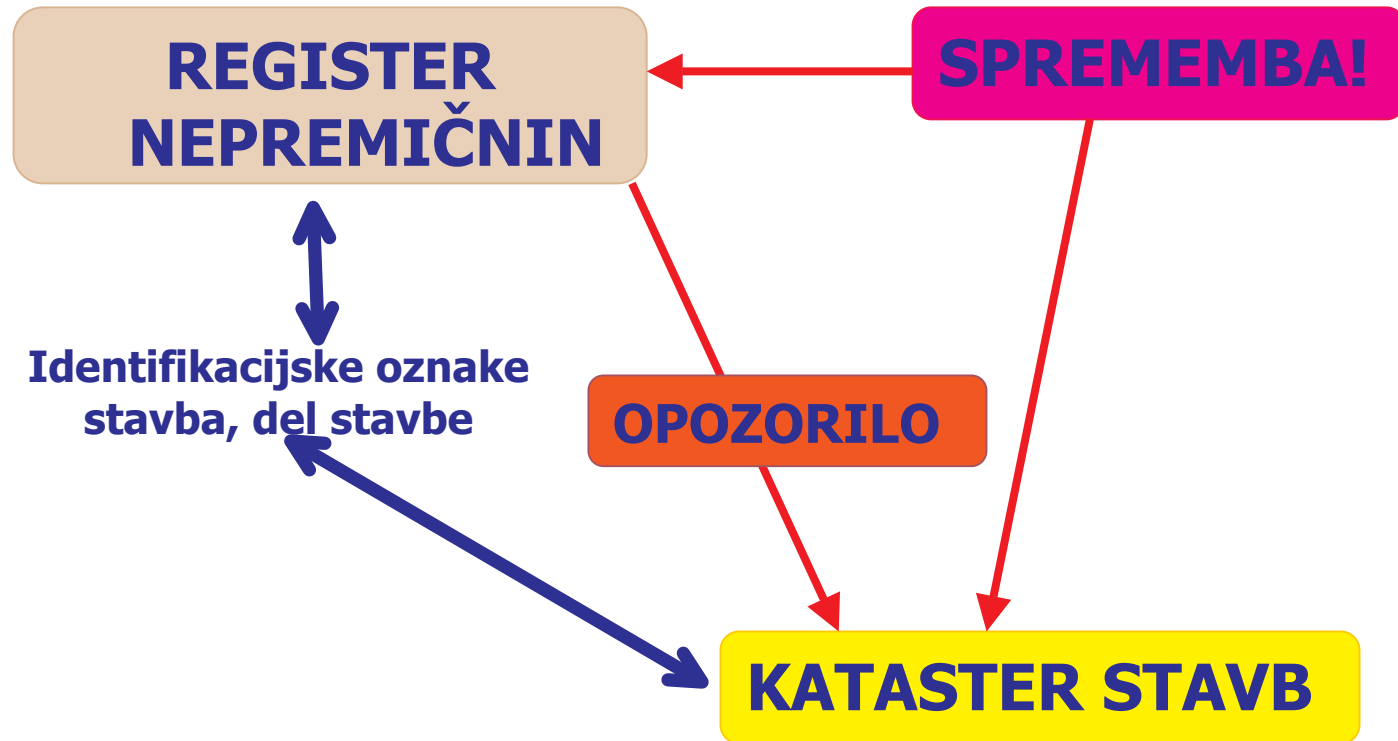 REGISTER
NEPREMIČNIN
SPREMEMBA!
Identifikacijske oznake
stavba, del stavbe
OPOZORILO
KATASTER STAVB